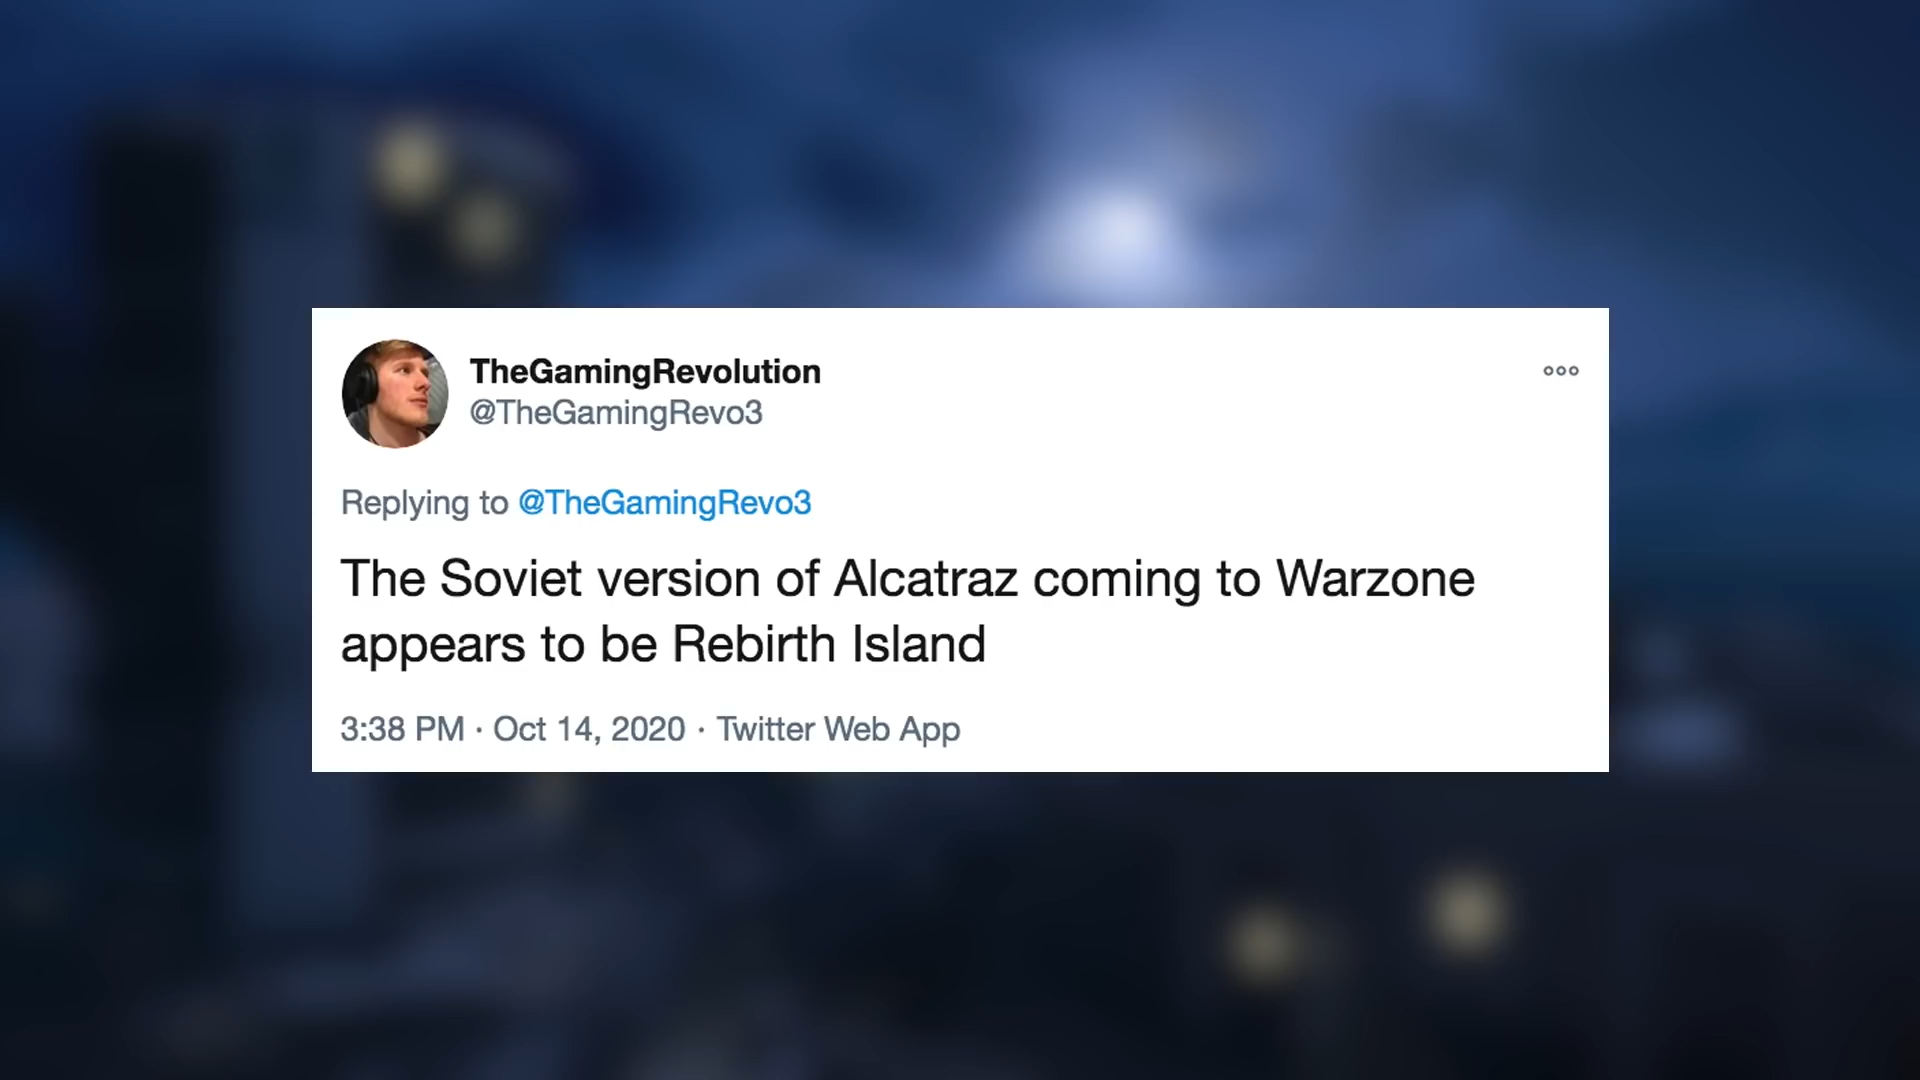 TheGamingRevolution
@TheGamingRevo3
Replying to @TheGamingRevo3
The Soviet version of Alcatraz coming to Warzone
appears to be Rebirth Island
3:38 PM · Oct 14, 2020 · Twitter Web App